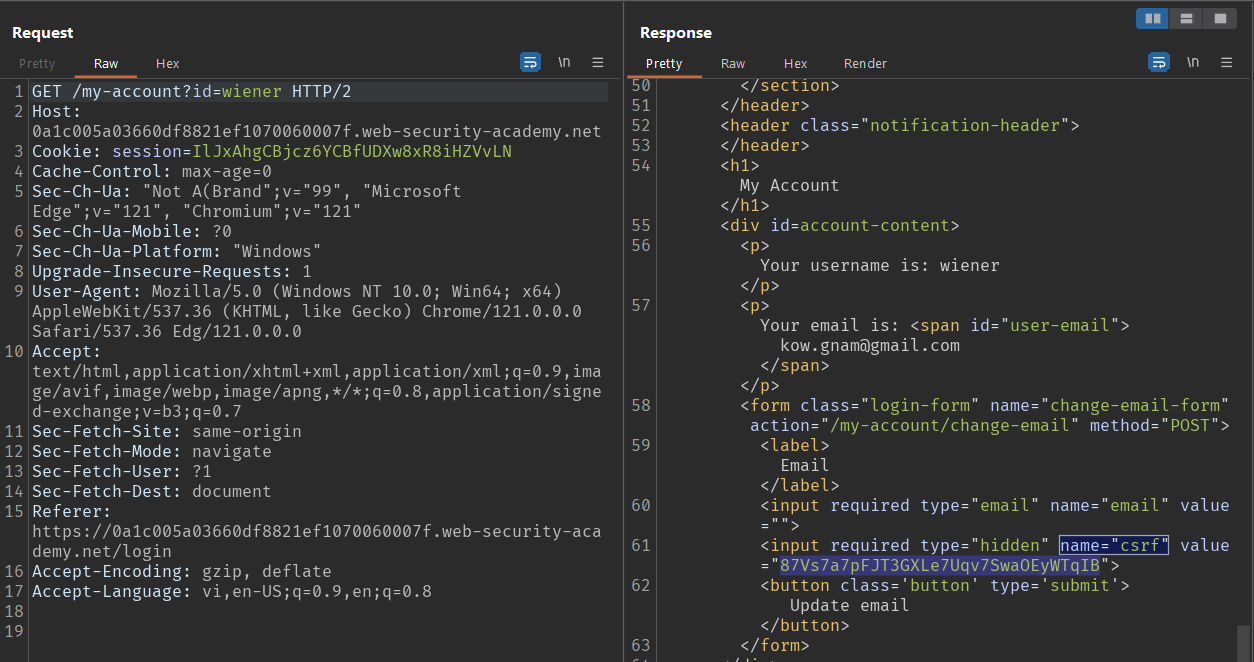 Request
Pretty Raw Hex \n
1 GET /my-account?id=wiener HTTP/2
2 Host:
0a1c005a03660df8821ef1070060007f.web-security-academy.net
3 Cookie: session=IlJxAhgCBjcz6YCBfUDXw8xR8iHZVvLN
4 Cache-Control: max-age=0
5 Sec-Ch-Ua: "Not A(Brand";v="99", "Microsoft
Edge";v="121", "Chromium";v="121"
6 Sec-Ch-Ua-Mobile: ?0
7 Sec-Ch-Ua-Platform: "Windows"
8 Upgrade-Insecure-Requests: 1
9 User-Agent: Mozilla/5.0 (Windows NT 10.0; Win64; x64)
AppleWebKit/537.36 (KHTML, like Gecko) Chrome/121.0.0.0
Safari/537.36 Edg/121.0.0.0
10 Accept:
text/html,application/xhtml+xml,application/xml;q=0.9,ima
ge/avif,image/webp,image/apng,*/*;q=0.8,application/signe
d-exchange;v=b3;q=0.7
11 Sec-Fetch-Site: same-origin
12 Sec-Fetch-Mode: navigate
13 Sec-Fetch-User: ?1
14 Sec-Fetch-Dest: document
15 Referer:
https://0a1c005a03660df8821ef1070060007f.web-security-aca
demy.net/login
16 Accept-Encoding: gzip, deflate
17 Accept-Language: vi,en-US;q=0.9,en;q=0.8
18
19
Response
Pretty Raw Hex Render \n
50 </section>
51 </header>
52 <header class="notification-header">
53 </header>
54 <h1>
My Account
</h1>
55 <div id=account-content>
56 <p>
Your username is: wiener
</p>
57 <p>
Your email is: <span id="user-email">
kow.gnam@gmail.com
</span>
</p>
58 <form class="login-form" name="change-email-form"
action="/my-account/change-email" method="POST">
59 <label>
Email
</label>
60 <input required type="email" name="email" value
="">
61 <input required type="hidden" name="csrf" value
="87Vs7a7pFJT3GXLe7Uqv7SwaOEyWTqIB">
62 <button class='button' type='submit'>
Update email
</button>
63 </form>